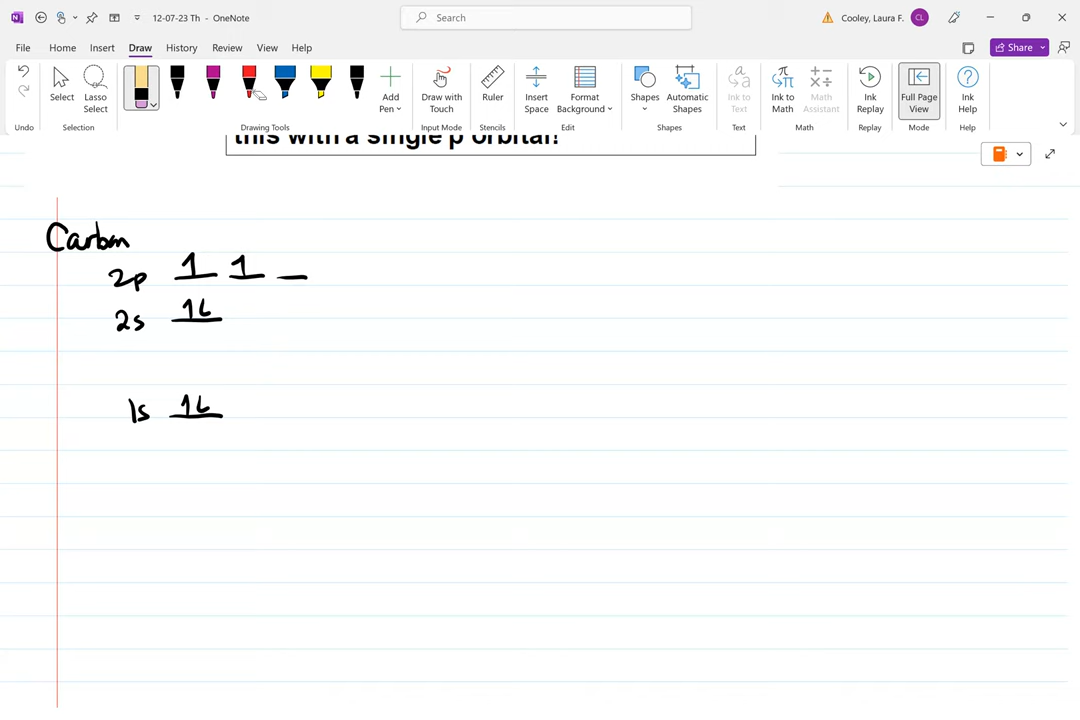 12-07-23 Th - OneNote
Search
Cooley, Laura F. CL
File Home Insert Draw History Review View Help
Share
Undo
Select
Lasso Select
Selection
Drawing Tools
Add Pen
Draw with Touch
Input Mode
Ruler
Stencils
Insert Space
Format Background
Edit
Shapes
Automatic Shapes
Shapes
Ink to Text
Text
Ink to Math
Math Assistant
Math
Ink Replay
Replay
Full Page View
Mode
Ink Help
Help
this with a single p orbital!
Carbon
2p 1 1 _
2s 1L
1s 1L